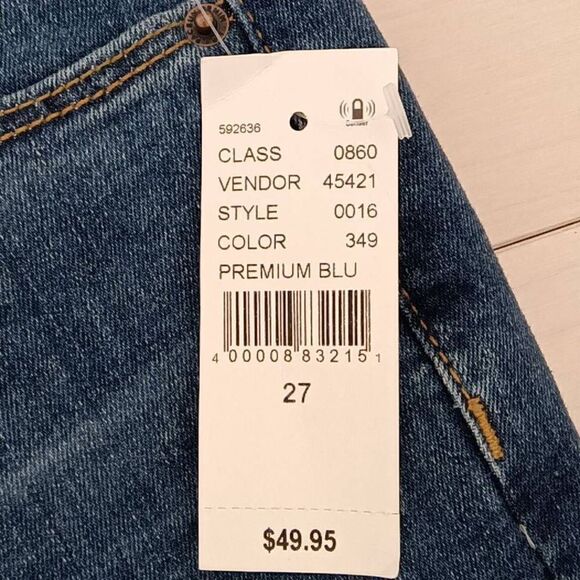 592636
CLASS 0860
VENDOR 45421
STYLE 0016
COLOR 349
PREMIUM BLU
4 00008 83215 1
27
$49.95